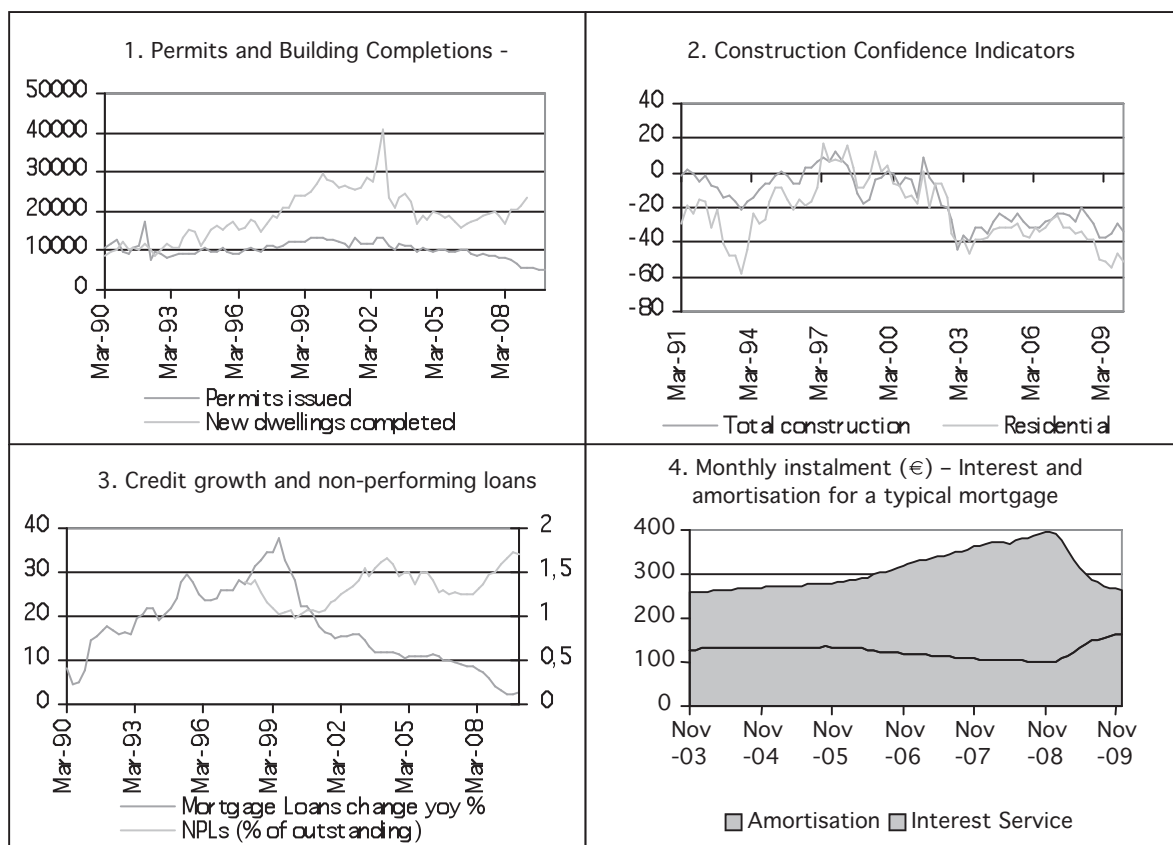 1. Permits and Building Completions -
50000
40000
30000
20000
10000
0
Mar-90
Mar-93
Mar-96
Mar-99
Mar-02
Mar-05
Mar-08
Permits issued
New dwellings completed
2. Construction Confidence Indicators
40
20
0
-20
-40
-60
-80
Mar-91
Mar-94
Mar-97
Mar-00
Mar-03
Mar-06
Mar-09
Total construction
Residential
3. Credit growth and non-performing loans
40
30
20
10
0
2
1,5
1
0,5
0
Mar-90
Mar-93
Mar-96
Mar-99
Mar-02
Mar-05
Mar-08
Mortgage Loans change yoy %
NPLs (% of outstanding)
4. Monthly instalment (€) – Interest and
amortisation for a typical mortgage
400
300
200
100
0
Nov Nov Nov Nov Nov Nov Nov
-03 -04 -05 -06 -07 -08 -09
Amortisation Interest Service